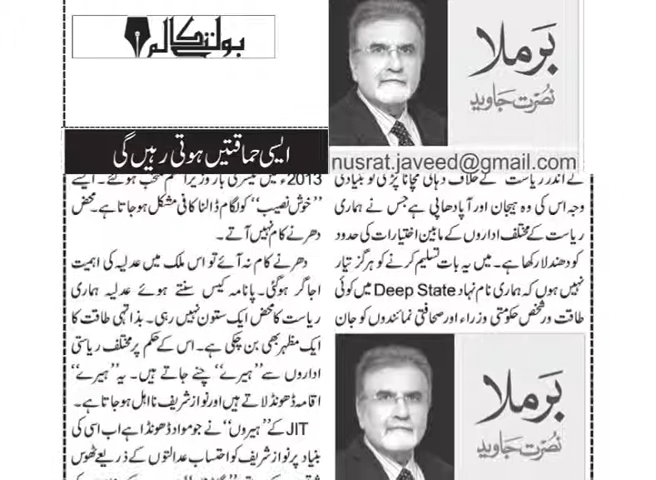 بولتے کالم
برملا
نصرت جاوید
ایسی حماقتیں ہوتی رہیں گی
nusrat.javeed@gmail.com
کے اندر ریاست کے خلاف دہائی مچانا پڑی تو بنیادی
وجہ اس کی وہ ہیجان اور آپا دھاپی ہے جس نے ہماری
ریاست کے مختلف اداروں کے مابین اختیارات کی حدود
کو دھندلا رکھا ہے۔ میں یہ بات تسلیم کرنے کو ہرگز تیار
نہیں ہوں کہ ہماری نام نہاد Deep State میں کوئی
طاقت ور شخص حکومتی وزراء اور صحافتی نمائندوں کو جان
برملا
نصرت جاوید
2013ء میں تیسری بار وزیراعظم منتخب ہوئے۔ ایسے
’’خوش نصیب‘‘ کو لگام ڈالنا کافی مشکل ہو جاتا ہے۔ محض
دھرنے کام نہیں آتے۔
دھرنے کام نہ آئے تو اس ملک میں عدلیہ کی اہمیت
اجاگر ہوگئی۔ پانامہ کیس سنتے ہوئے عدلیہ ہماری
ریاست کا محض ایک ستون نہیں رہی۔ بذاتہی طاقت کا
ایک مظہر بھی بن چکی ہے۔ اس کے حکم پر مختلف ریاستی
اداروں سے ’’ہیرے‘‘ چنے جاتے ہیں۔ یہ ’’ہیرے‘‘
اقامہ ڈھونڈ لاتے ہیں اور نواز شریف نااہل ہو جاتا ہے۔
JIT کے ’’ہیروں‘‘ نے جو مواد ڈھونڈا ہے اب اسی کی
بنیاد پر نواز شریف کو احتساب عدالتوں کے ذریعے ٹھوس